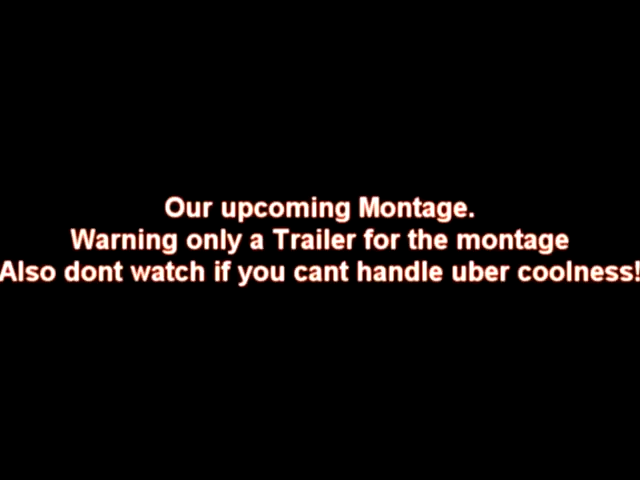 Our upcoming Montage.
Warning only a Trailer for the montage
Also dont watch if you cant handle uber coolness!